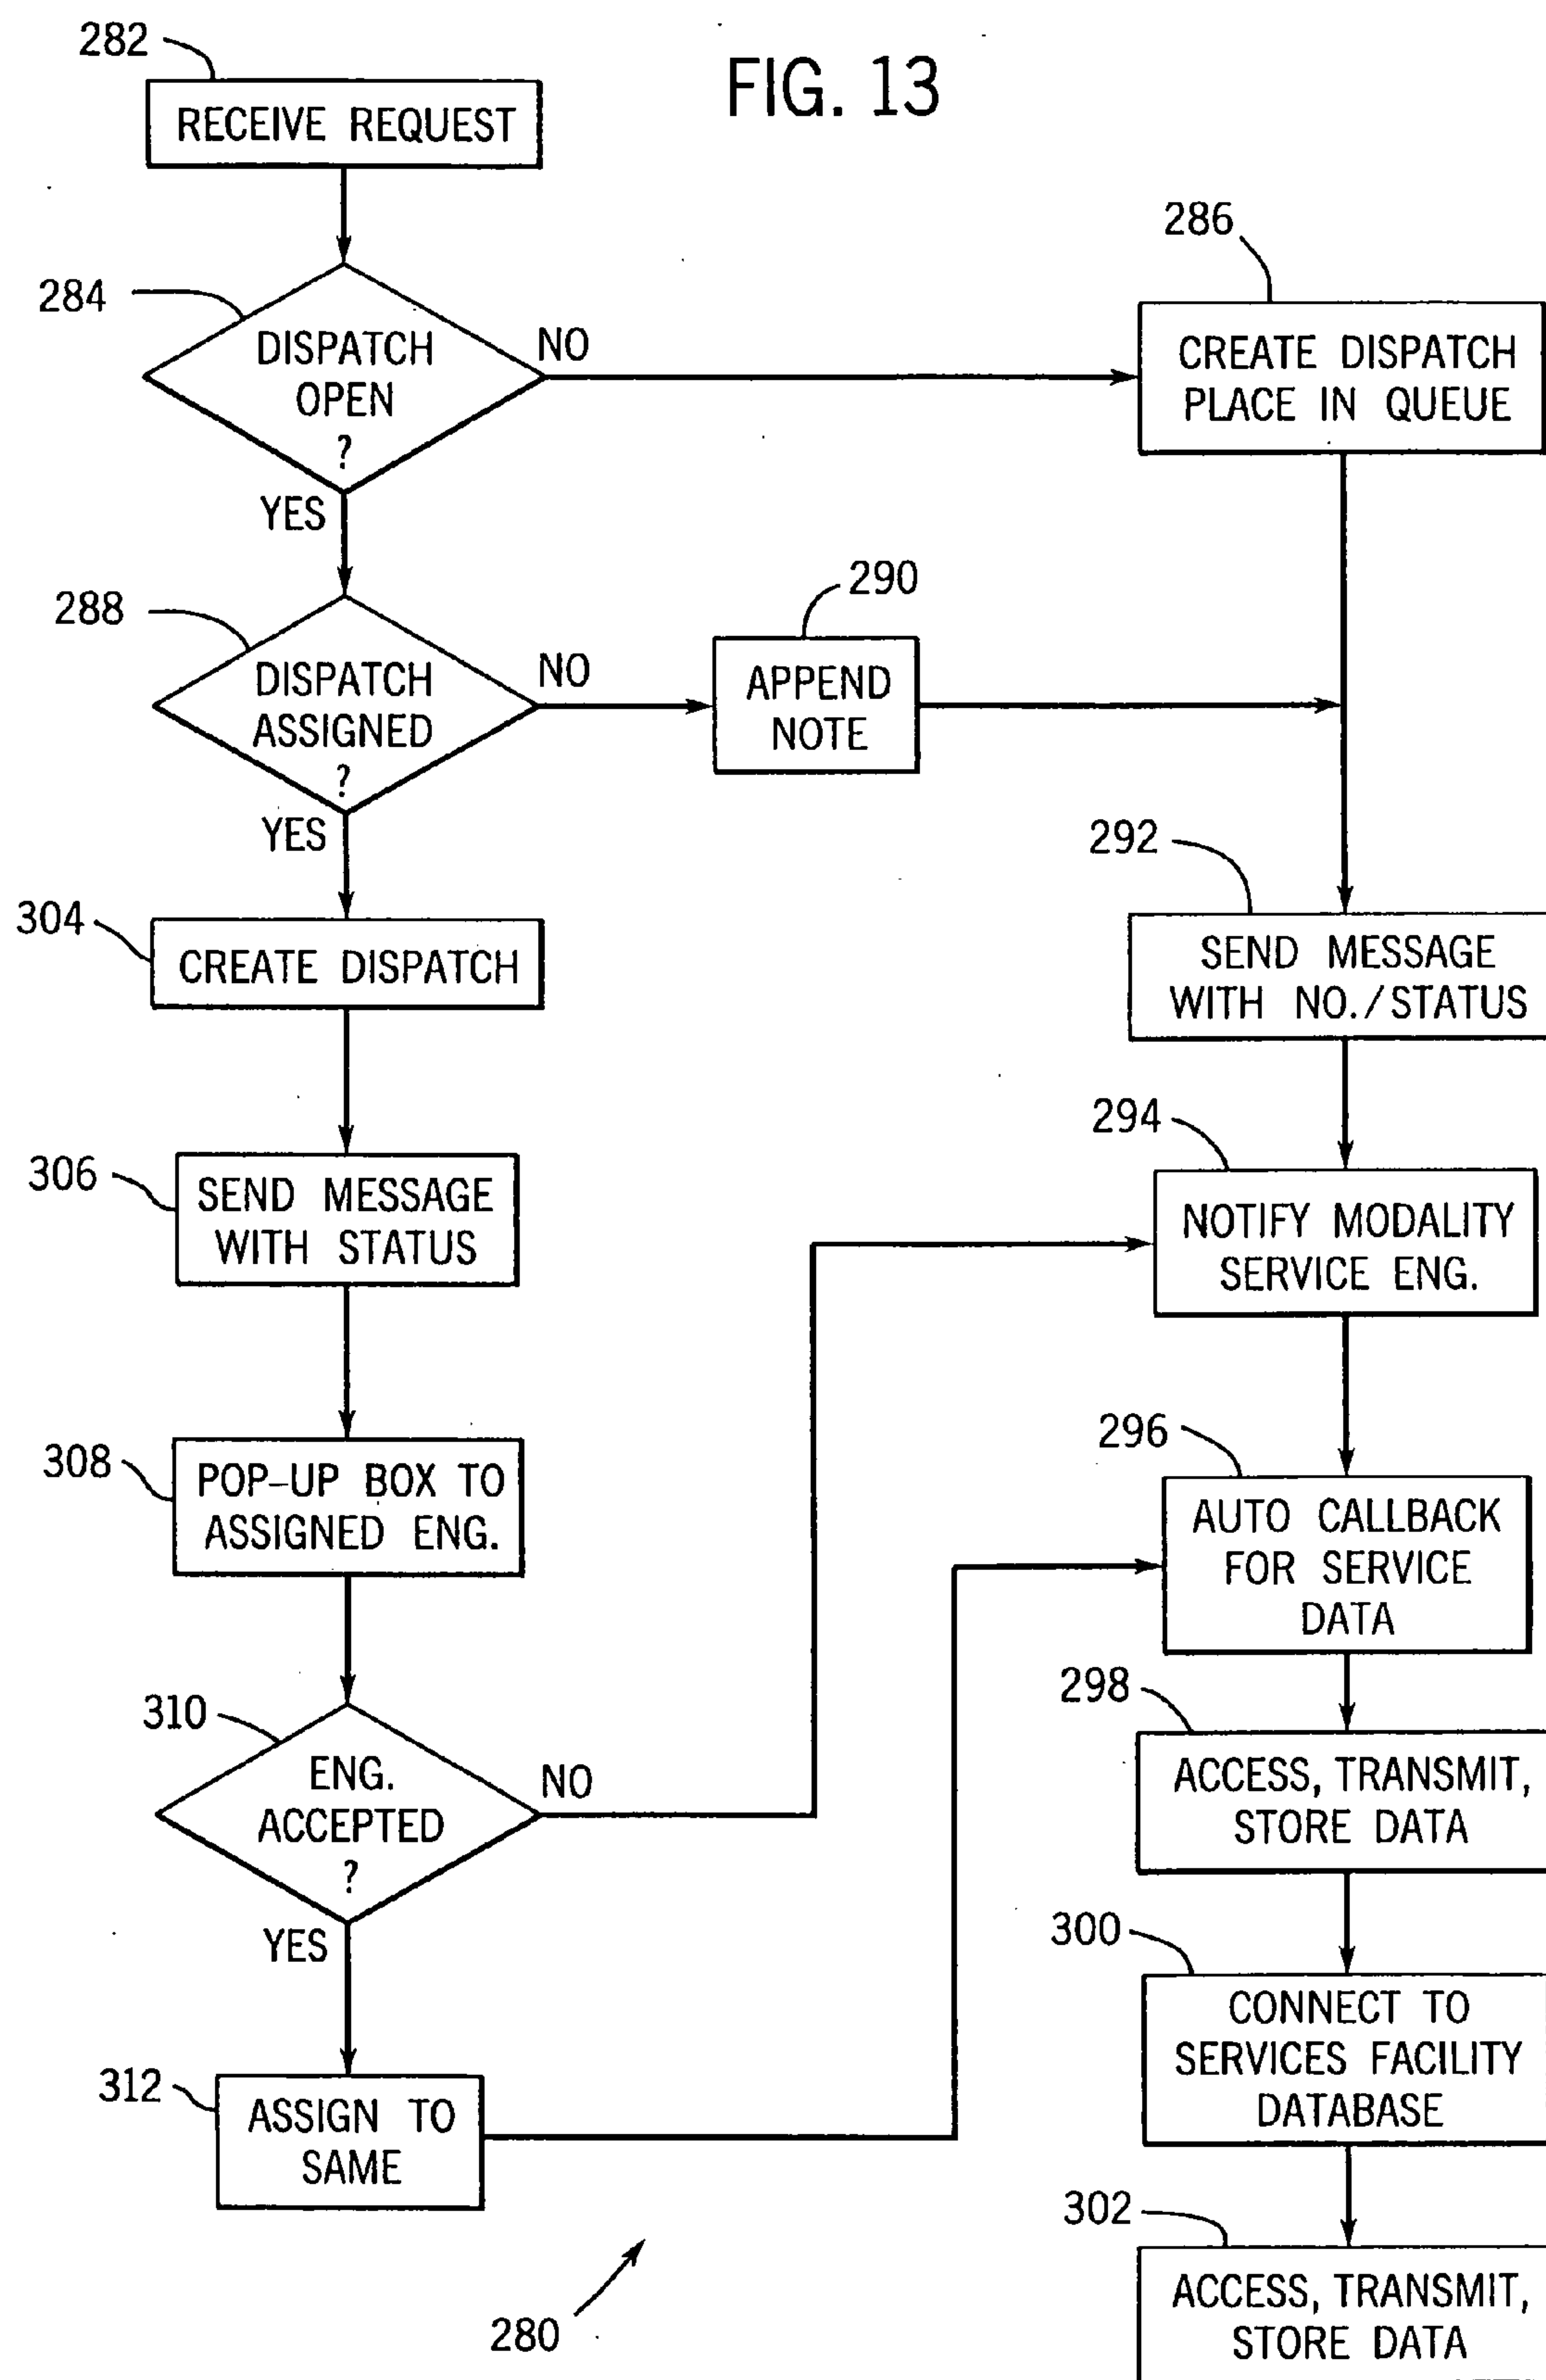 FIG. 13
282
RECEIVE REQUEST
284
DISPATCH
OPEN
?
NO
YES
286
CREATE DISPATCH
PLACE IN QUEUE
288
DISPATCH
ASSIGNED
?
NO
YES
290
APPEND
NOTE
292
SEND MESSAGE
WITH NO./STATUS
304
CREATE DISPATCH
294
NOTIFY MODALITY
SERVICE ENG.
306
SEND MESSAGE
WITH STATUS
296
AUTO CALLBACK
FOR SERVICE
DATA
308
POP-UP BOX TO
ASSIGNED ENG.
298
ACCESS, TRANSMIT,
STORE DATA
310
ENG.
ACCEPTED
?
NO
YES
300
CONNECT TO
SERVICES FACILITY
DATABASE
312
ASSIGN TO
SAME
302
ACCESS, TRANSMIT,
STORE DATA
280